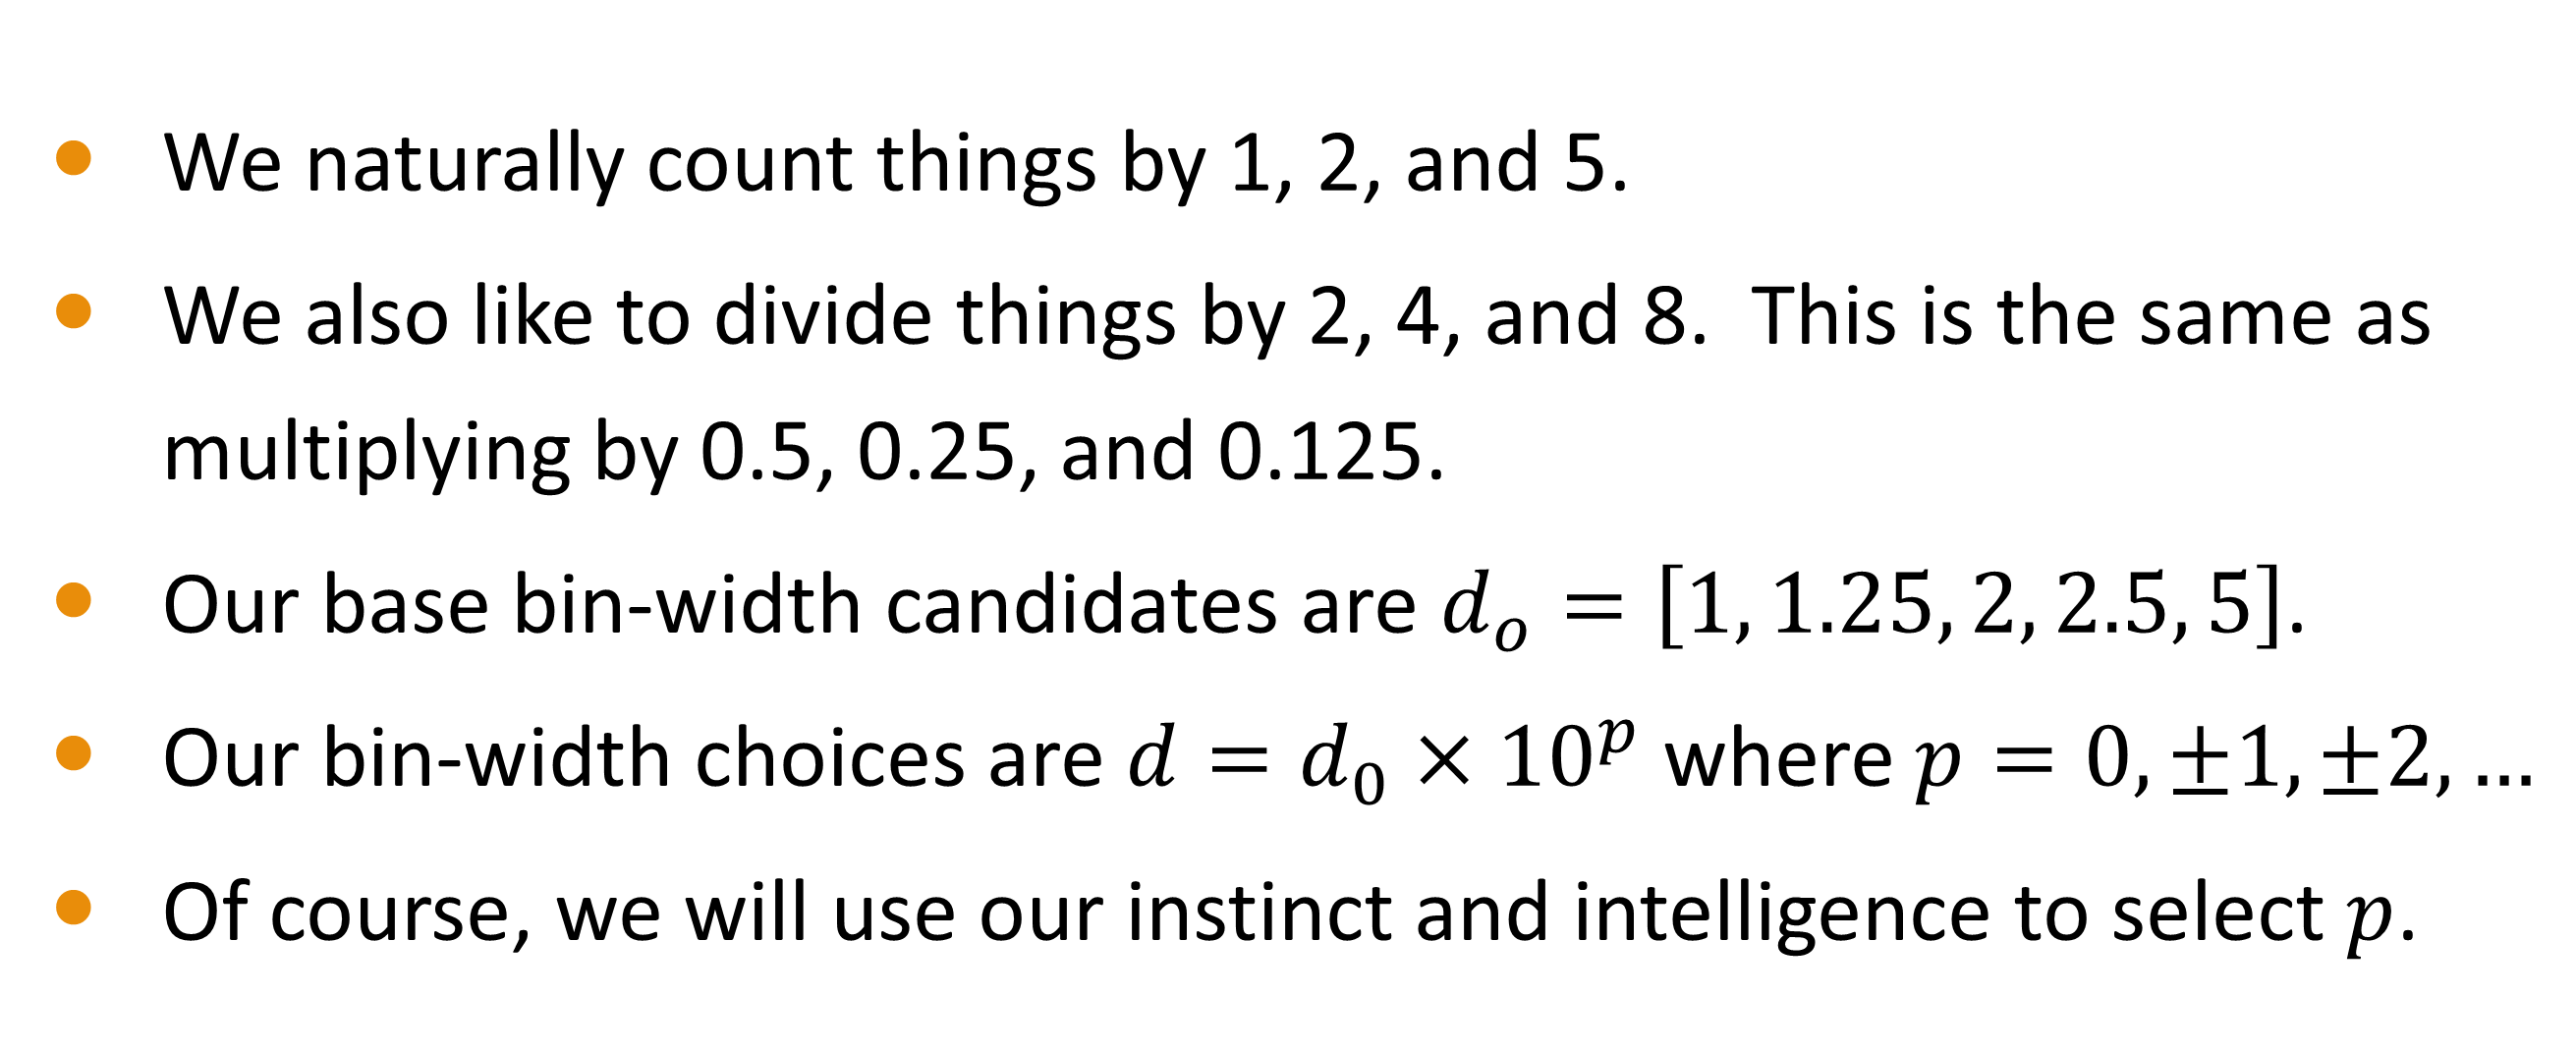 • We naturally count things by 1, 2, and 5.
• We also like to divide things by 2, 4, and 8.  This is the same as
multiplying by 0.5, 0.25, and 0.125.
• Our base bin-width candidates are dₒ = [1, 1.25, 2, 2.5, 5].
• Our bin-width choices are d = d₀ × 10ᵖ where p = 0, ±1, ±2, …
• Of course, we will use our instinct and intelligence to select p.